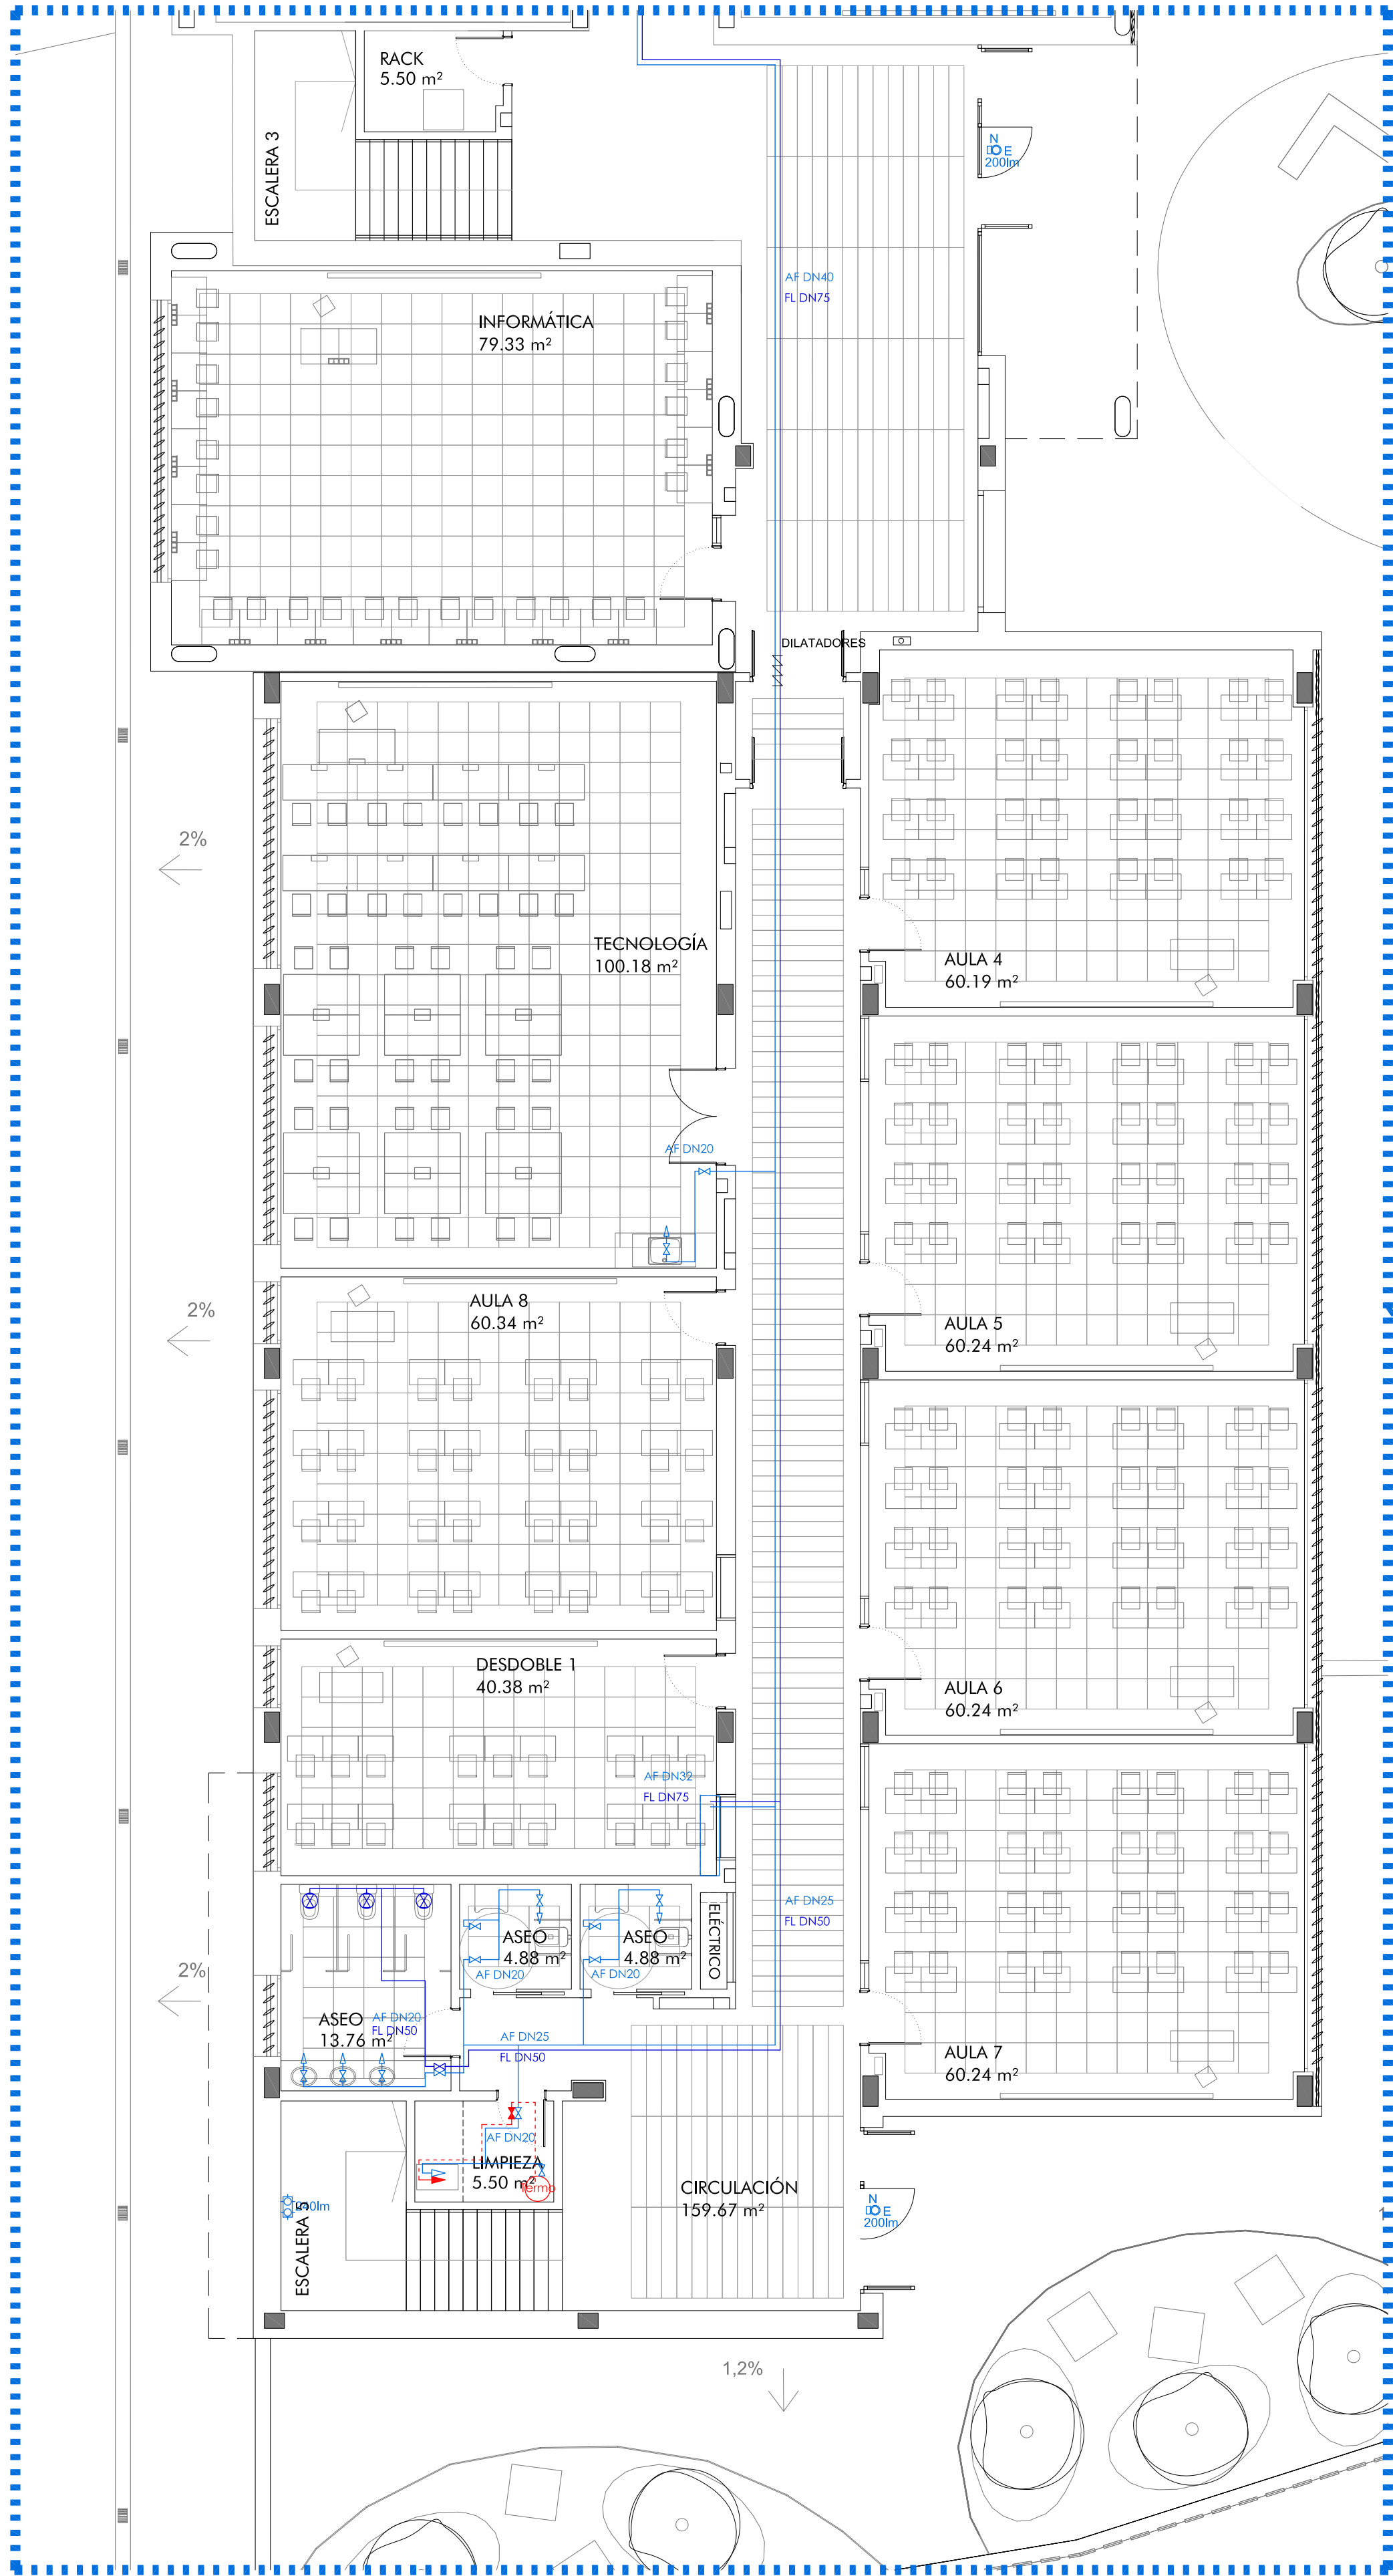 RACK
5.50 m²
ESCALERA 3
N
E
200lm
AF DN40
FL DN75
INFORMÁTICA
79.33 m²
DILATADORES
2%
TECNOLOGÍA
100.18 m²
AULA 4
60.19 m²
AF DN20
2%
AULA 8
60.34 m²
AULA 5
60.24 m²
DESDOBLE 1
40.38 m²
AULA 6
60.24 m²
AF DN32
FL DN75
AF DN25
FL DN50
ELÉCTRICO
ASEO
4.88 m²
ASEO
4.88 m²
AF DN20
AF DN20
2%
ASEO
13.76 m²
AF DN20
FL DN50
AF DN25
FL DN50
AULA 7
60.24 m²
AF DN20
LIMPIEZA
5.50 m²
Termo
CIRCULACIÓN
159.67 m²
N
E
200lm
ESCALERA 5
1,2%